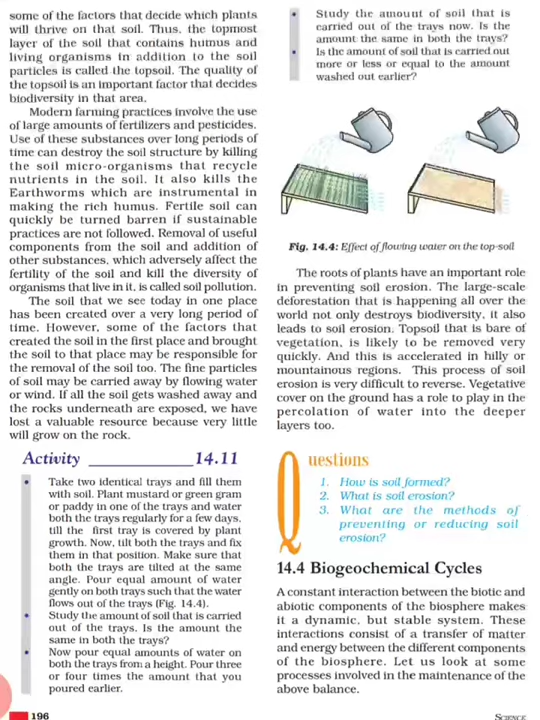 some of the factors that decide which plants
will thrive on that soil. Thus, the topmost
layer of the soil that contains humus and
living organisms in addition to the soil
particles is called the topsoil. The quality of
the topsoil is an important factor that decides
biodiversity in that area.
Modern farming practices involve the use
of large amounts of fertilizers and pesticides.
Use of these substances over long periods of
time can destroy the soil structure by killing
the soil micro-organisms that recycle
nutrients in the soil. It also kills the
Earthworms which are instrumental in
making the rich humus. Fertile soil can
quickly be turned barren if sustainable
practices are not followed. Removal of useful
components from the soil and addition of
other substances, which adversely affect the
fertility of the soil and kill the diversity of
organisms that live in it, is called soil pollution.
The soil that we see today in one place
has been created over a very long period of
time. However, some of the factors that
created the soil in the first place and brought
the soil to that place may be responsible for
the removal of the soil too. The fine particles
of soil may be carried away by flowing water
or wind. If all the soil gets washed away and
the rocks underneath are exposed, we have
lost a valuable resource because very little
will grow on the rock.
Activity ____________ 14.11
• Take two identical trays and fill them
with soil. Plant mustard or green gram
or paddy in one of the trays and water
both the trays regularly for a few days,
till the first tray is covered by plant
growth. Now, tilt both the trays and fix
them in that position. Make sure that
both the trays are tilted at the same
angle. Pour equal amount of water
gently on both trays such that the water
flows out of the trays (Fig. 14.4).
• Study the amount of soil that is carried
out of the trays. Is the amount the
same in both the trays?
• Now pour equal amounts of water on
both the trays from a height. Pour three
or four times the amount that you
poured earlier.
196
• Study the amount of soil that is
carried out of the trays now. Is the
amount the same in both the trays?
• Is the amount of soil that is carried out
more or less or equal to the amount
washed out earlier?
Fig. 14.4: Effect of flowing water on the top-soil
The roots of plants have an important role
in preventing soil erosion. The large-scale
deforestation that is happening all over the
world not only destroys biodiversity, it also
leads to soil erosion. Topsoil that is bare of
vegetation, is likely to be removed very
quickly. And this is accelerated in hilly or
mountainous regions. This process of soil
erosion is very difficult to reverse. Vegetative
cover on the ground has a role to play in the
percolation of water into the deeper
layers too.
Questions
1. How is soil formed?
2. What is soil erosion?
3. What are the methods of
preventing or reducing soil
erosion?
14.4 Biogeochemical Cycles
A constant interaction between the biotic and
abiotic components of the biosphere makes
it a dynamic, but stable system. These
interactions consist of a transfer of matter
and energy between the different components
of the biosphere. Let us look at some
processes involved in the maintenance of the
above balance.
SCIENCE